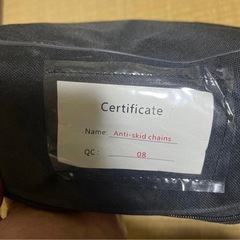 Certificate
Name: Anti-skid chains
QC: 08